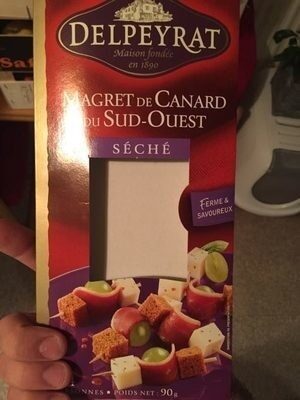 DELPEYRAT
Maison fondée
en 1890
MAGRET DE CANARD
DU SUD-OUEST
SÉCHÉ
FERME &
SAVOUREUX
POIDS NET : 90g